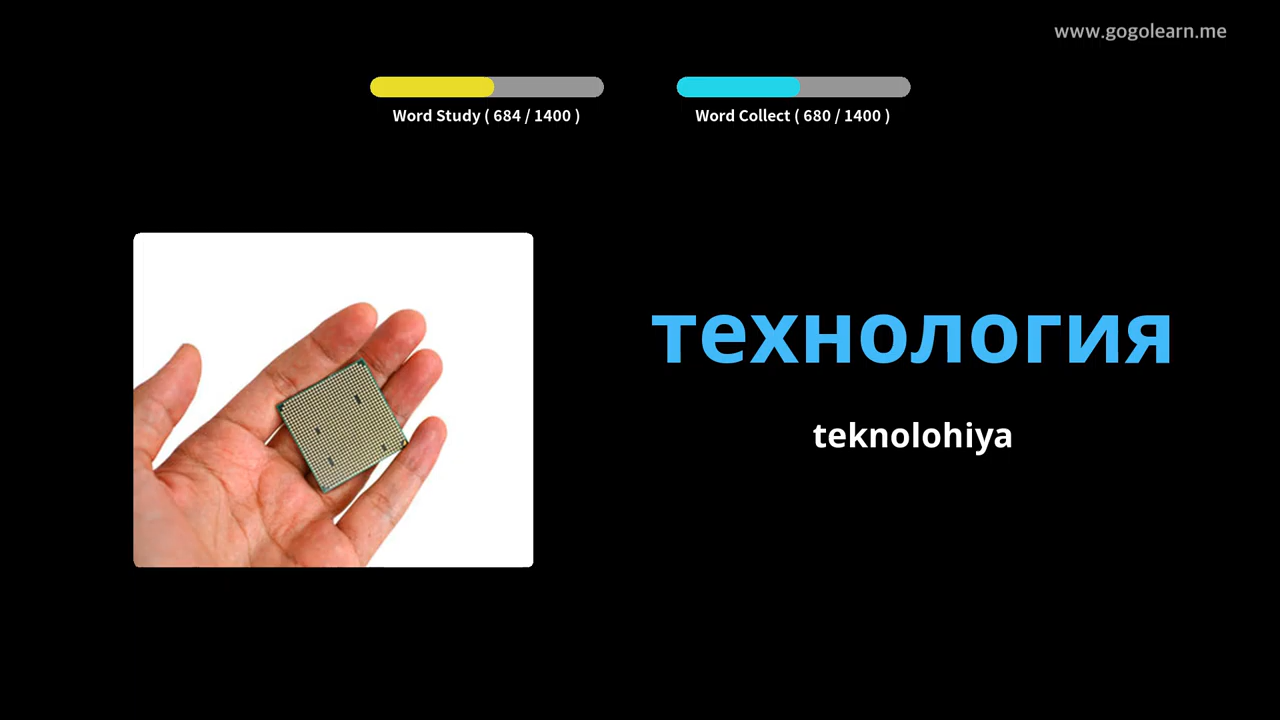 www.gogolearn.me
Word Study ( 684 / 1400 )
Word Collect ( 680 / 1400 )
технология
teknolohiya